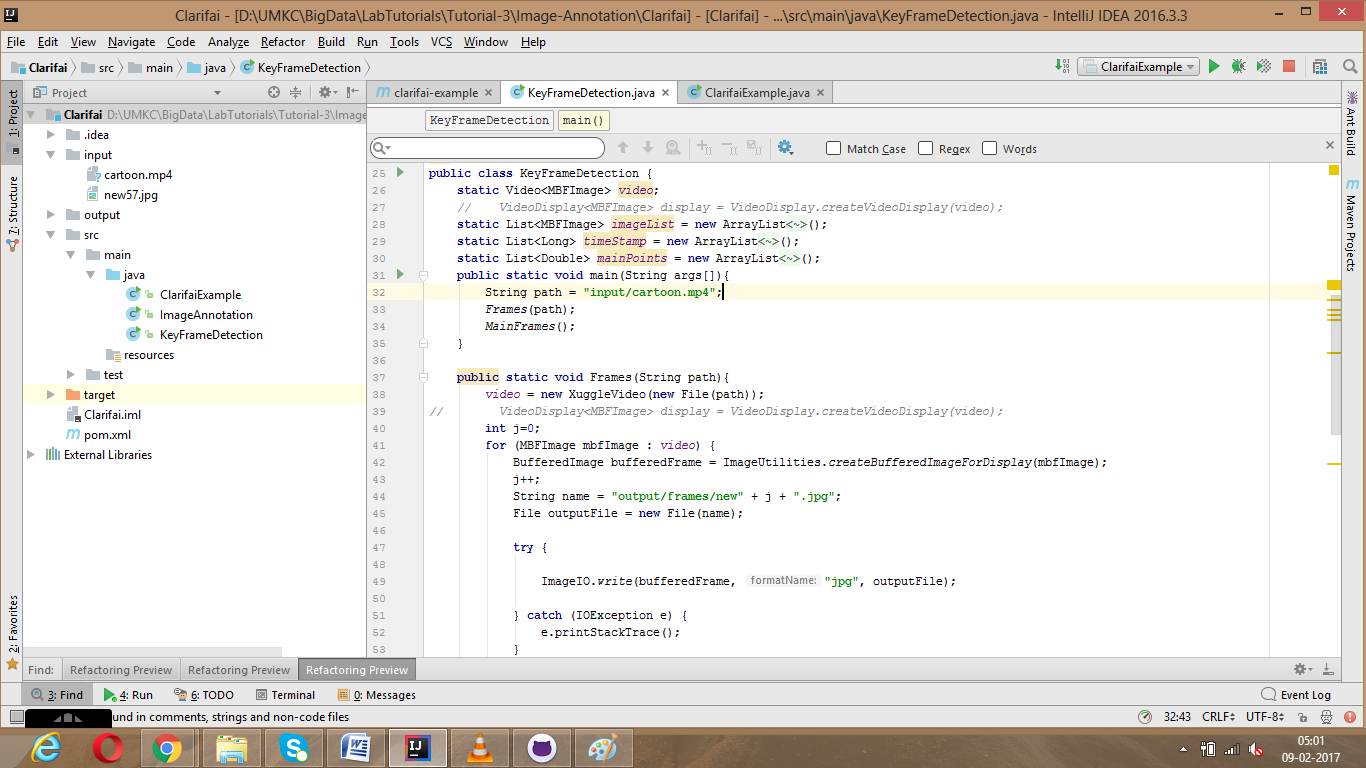 Clarifai - [D:\UMKC\BigData\LabTutorials\Tutorial-3\Image-Annotation\Clarifai] - [Clarifai] - ...\src\main\java\KeyFrameDetection.java - IntelliJ IDEA 2016.3.3
File Edit View Navigate Code Analyze Refactor Build Run Tools VCS Window Help
Clarifai src main java KeyFrameDetection ClarifaiExample
Project clarifai-example KeyFrameDetection.java ClarifaiExample.java
1: Project
7: Structure
2: Favorites
Clarifai D:\UMKC\BigData\LabTutorials\Tutorial-3\Image
.idea
input
cartoon.mp4
new57.jpg
output
src
main
java
ClarifaiExample
ImageAnnotation
KeyFrameDetection
resources
test
target
Clarifai.iml
pom.xml
External Libraries
KeyFrameDetection main()
Match Case Regex Words
25 public class KeyFrameDetection {
26 static Video<MBFImage> video;
27 // VideoDisplay<MBFImage> display = VideoDisplay.createVideoDisplay(video);
28 static List<MBFImage> imageList = new ArrayList<~>();
29 static List<Long> timeStamp = new ArrayList<~>();
30 static List<Double> mainPoints = new ArrayList<~>();
31 public static void main(String args[]){
32 String path = "input/cartoon.mp4";
33 Frames(path);
34 MainFrames();
35 }
36
37 public static void Frames(String path){
38 video = new XuggleVideo(new File(path));
39 // VideoDisplay<MBFImage> display = VideoDisplay.createVideoDisplay(video);
40 int j=0;
41 for (MBFImage mbfImage : video) {
42 BufferedImage bufferedFrame = ImageUtilities.createBufferedImageForDisplay(mbfImage);
43 j++;
44 String name = "output/frames/new" + j + ".jpg";
45 File outputFile = new File(name);
46
47 try {
48
49 ImageIO.write(bufferedFrame, formatName: "jpg", outputFile);
50
51 } catch (IOException e) {
52 e.printStackTrace();
53 }
Ant Build
Maven Projects
Find: Refactoring Preview Refactoring Preview Refactoring Preview
3: Find 4: Run 6: TODO Terminal 0: Messages Event Log
und in comments, strings and non-code files 32:43 CRLF UTF-8
05:01
09-02-2017